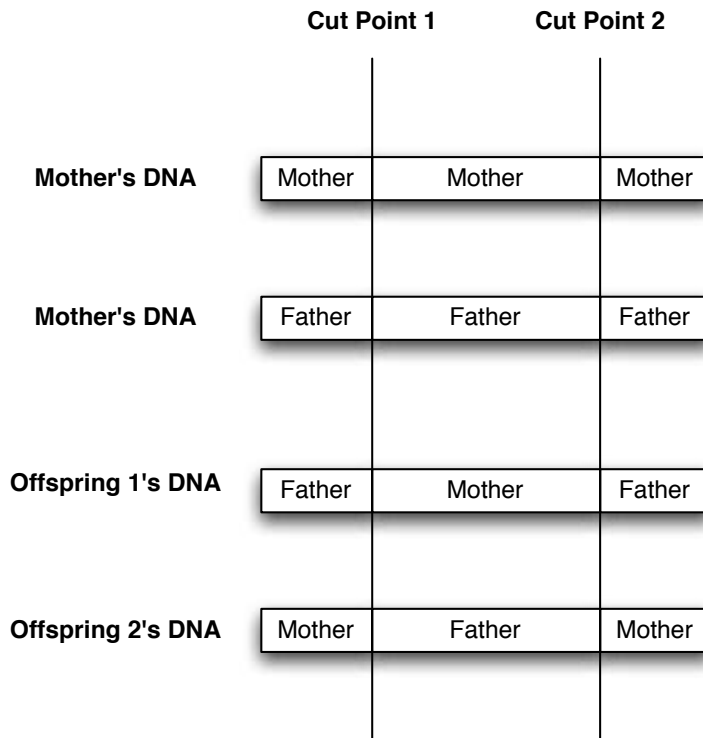 Cut Point 1 Cut Point 2
Mother's DNA Mother Mother Mother
Mother's DNA Father Father Father
Offspring 1's DNA Father Mother Father
Offspring 2's DNA Mother Father Mother